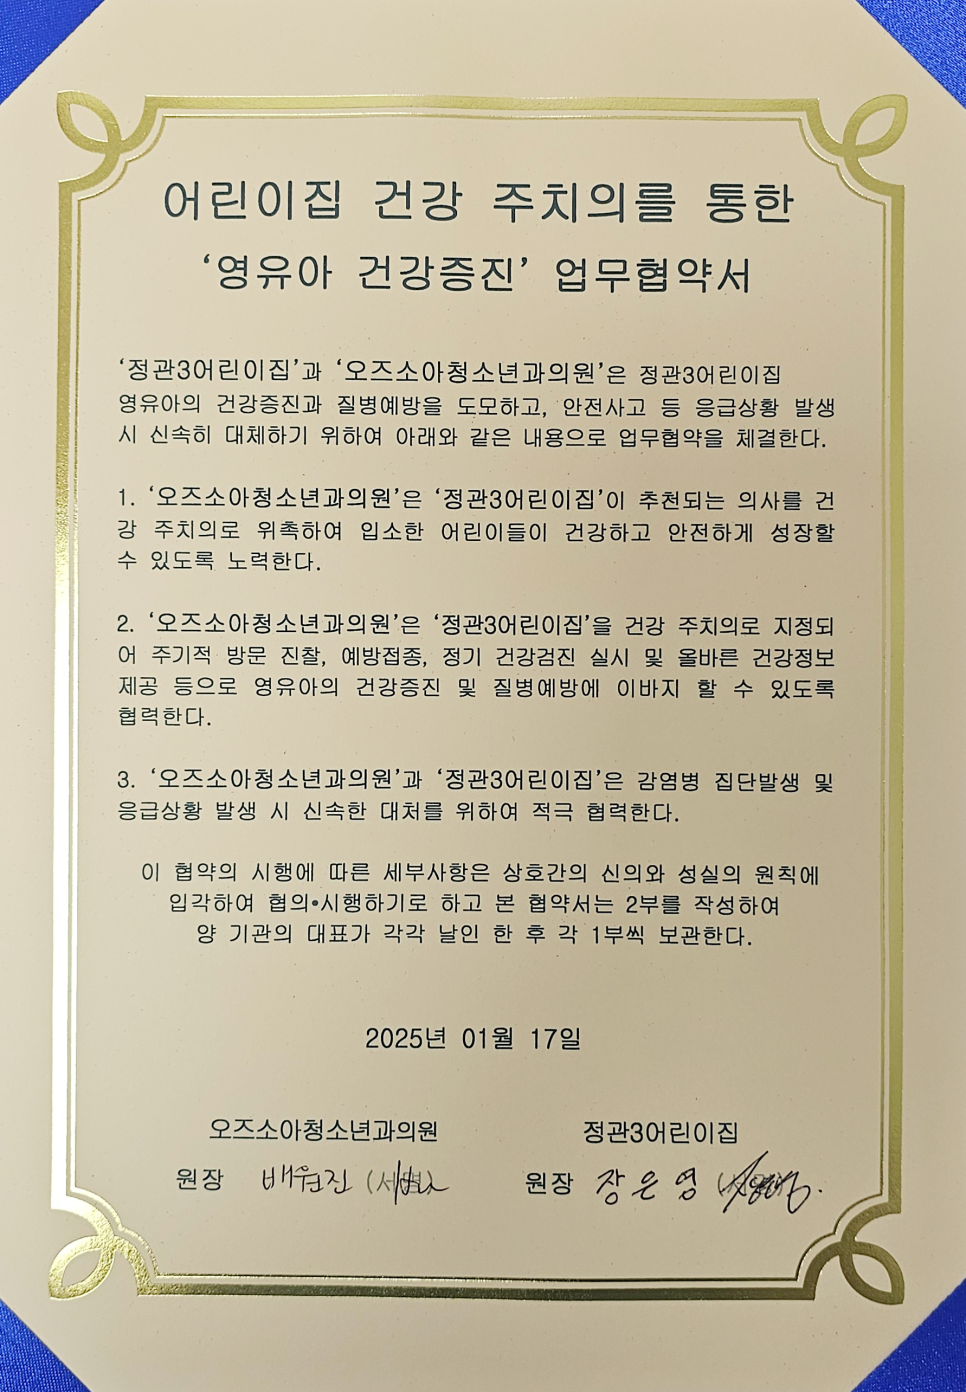 어린이집 건강 주치의를 통한
‘영유아 건강증진’ 업무협약서
‘정관3어린이집’과 ‘오즈소아청소년과의원’은 정관3어린이집
영유아의 건강증진과 질병예방을 도모하고, 안전사고 등 응급상황 발생
시 신속히 대체하기 위하여 아래와 같은 내용으로 업무협약을 체결한다.
1. ‘오즈소아청소년과의원’은 ‘정관3어린이집’이 추천되는 의사를 건
강 주치의로 위촉하여 입소한 어린이들이 건강하고 안전하게 성장할
수 있도록 노력한다.
2. ‘오즈소아청소년과의원’은 ‘정관3어린이집’을 건강 주치의로 지정되
어 주기적 방문 진찰, 예방접종, 정기 건강검진 실시 및 올바른 건강정보
제공 등으로 영유아의 건강증진 및 질병예방에 이바지 할 수 있도록
협력한다.
3. ‘오즈소아청소년과의원’과 ‘정관3어린이집’은 감염병 집단발생 및
응급상황 발생 시 신속한 대처를 위하여 적극 협력한다.
이 협약의 시행에 따른 세부사항은 상호간의 신의와 성실의 원칙에
입각하여 협의•시행하기로 하고 본 협약서는 2부를 작성하여
양 기관의 대표가 각각 날인 한 후 각 1부씩 보관한다.
2025년 01월 17일
오즈소아청소년과의원 정관3어린이집
원장 배원진 원장 장은영